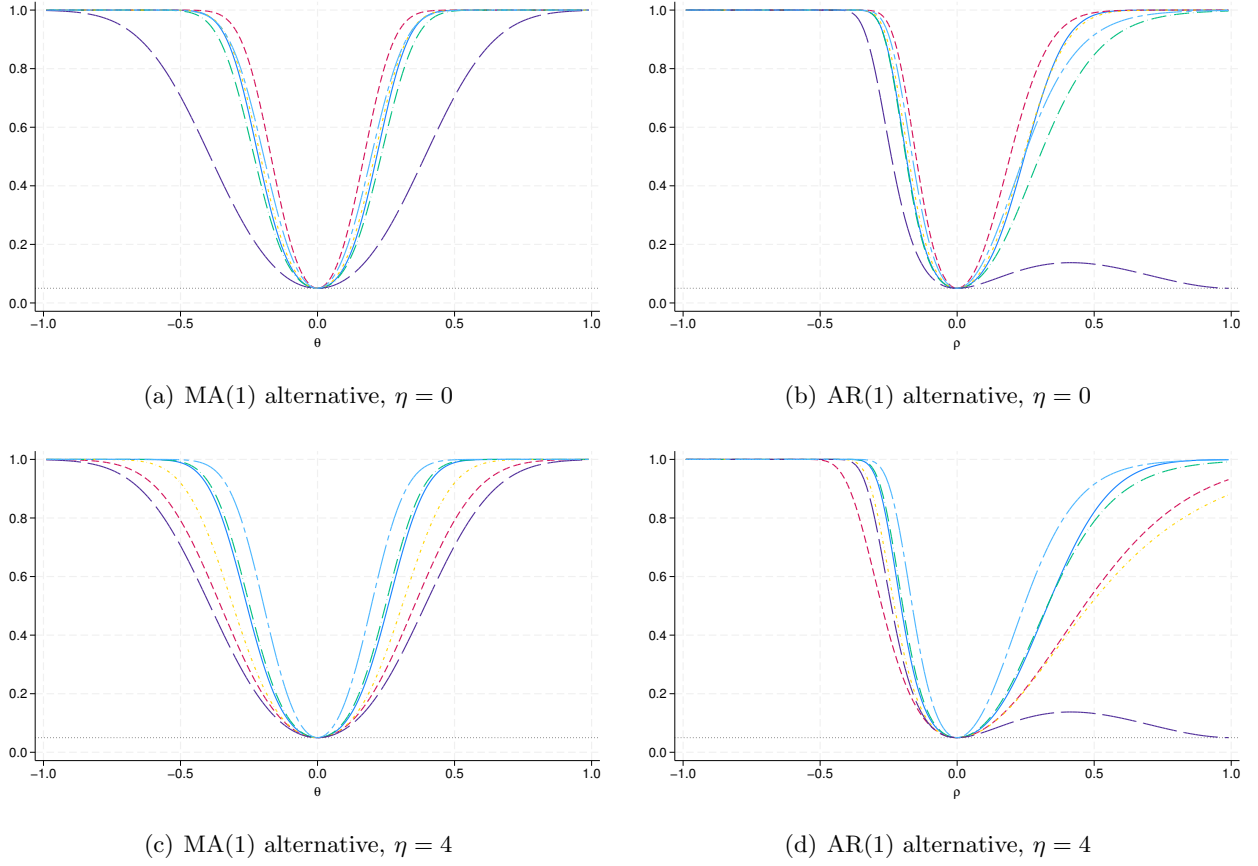 1.0
0.8
0.6
0.4
0.2
0.0
−1.0 −0.5 0.0 0.5 1.0
θ
(a) MA(1) alternative, η = 0
1.0
0.8
0.6
0.4
0.2
0.0
−1.0 −0.5 0.0 0.5 1.0
ρ
(b) AR(1) alternative, η = 0
1.0
0.8
0.6
0.4
0.2
0.0
−1.0 −0.5 0.0 0.5 1.0
θ
(c) MA(1) alternative, η = 4
1.0
0.8
0.6
0.4
0.2
0.0
−1.0 −0.5 0.0 0.5 1.0
ρ
(d) AR(1) alternative, η = 4